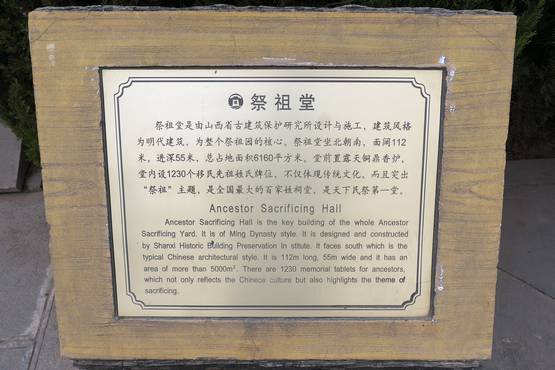 祭祖堂
祭祖堂是由山西省古建筑保护研究所设计与施工，建筑风格
为明代建筑，为整个祭祖园的核心。祭祖堂坐北朝南，面阔112
米，进深55米，总占地面积6160平方米。堂前置露天铜鼎香炉，
堂内设1230个移民先祖姓氏牌位，不仅体现传统文化，而且突出
“祭祖”主题，是全国最大的百家姓祠堂，是天下民祭第一堂。
Ancestor Sacrificing Hall
Ancestor Sacrificing Hall is the key building of the whole Ancestor
Sacrificing Yard. It is of Ming Dynasty style. It is designed and constructed
by Shanxi Historic Building Preservation In stitute. It faces south which is the
typical Chinese architectural style. It is 112m long, 55m wide and it has an
area of more than 5000m². There are 1230 memorial tablets for ancestors,
which not only reflects the Chinese culture but also highlights the theme of
sacrificing.